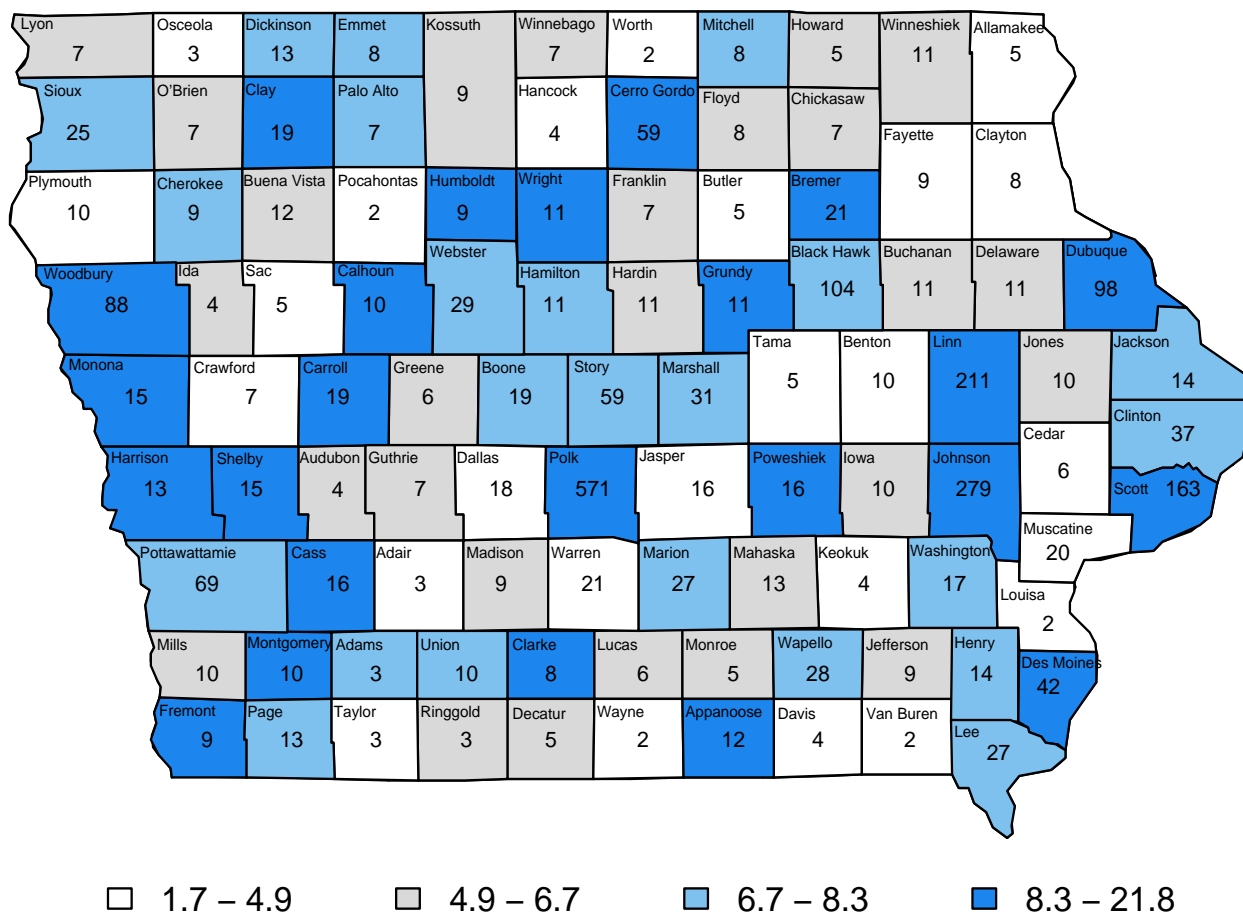 Lyon Osceola Dickinson Emmet Kossuth Winnebago Worth Mitchell Howard Winneshiek Allamakee
7 3 13 8 9 7 2 8 5 11 5
Sioux O’Brien Clay Palo Alto Hancock Cerro Gordo Floyd Chickasaw
25 7 19 7 4 59 8 7
Fayette Clayton
9 8
Plymouth Cherokee Buena Vista Pocahontas Humboldt Wright Franklin Butler Bremer
10 9 12 2 9 11 7 5 21
Woodbury Ida Sac Calhoun Webster Hamilton Hardin Grundy Black Hawk Buchanan Delaware Dubuque
88 4 5 10 29 11 11 11 104 11 11 98
Monona Crawford Carroll Greene Boone Story Marshall Tama Benton Linn Jones Jackson
15 7 19 6 19 59 31 5 10 211 10 14
Clinton
37
Harrison Shelby Audubon Guthrie Dallas Polk Jasper Poweshiek Iowa Johnson Cedar Scott
13 15 4 7 18 571 16 16 10 279 6 163
Muscatine
20
Pottawattamie Cass Adair Madison Warren Marion Mahaska Keokuk Washington Louisa
69 16 3 9 21 27 13 4 17 2
Mills Montgomery Adams Union Clarke Lucas Monroe Wapello Jefferson Henry Des Moines
10 10 3 10 8 6 5 28 9 14 42
Fremont Page Taylor Ringgold Decatur Wayne Appanoose Davis Van Buren Lee
9 13 3 3 5 2 12 4 2 27
1.7 – 4.9 4.9 – 6.7 6.7 – 8.3 8.3 – 21.8